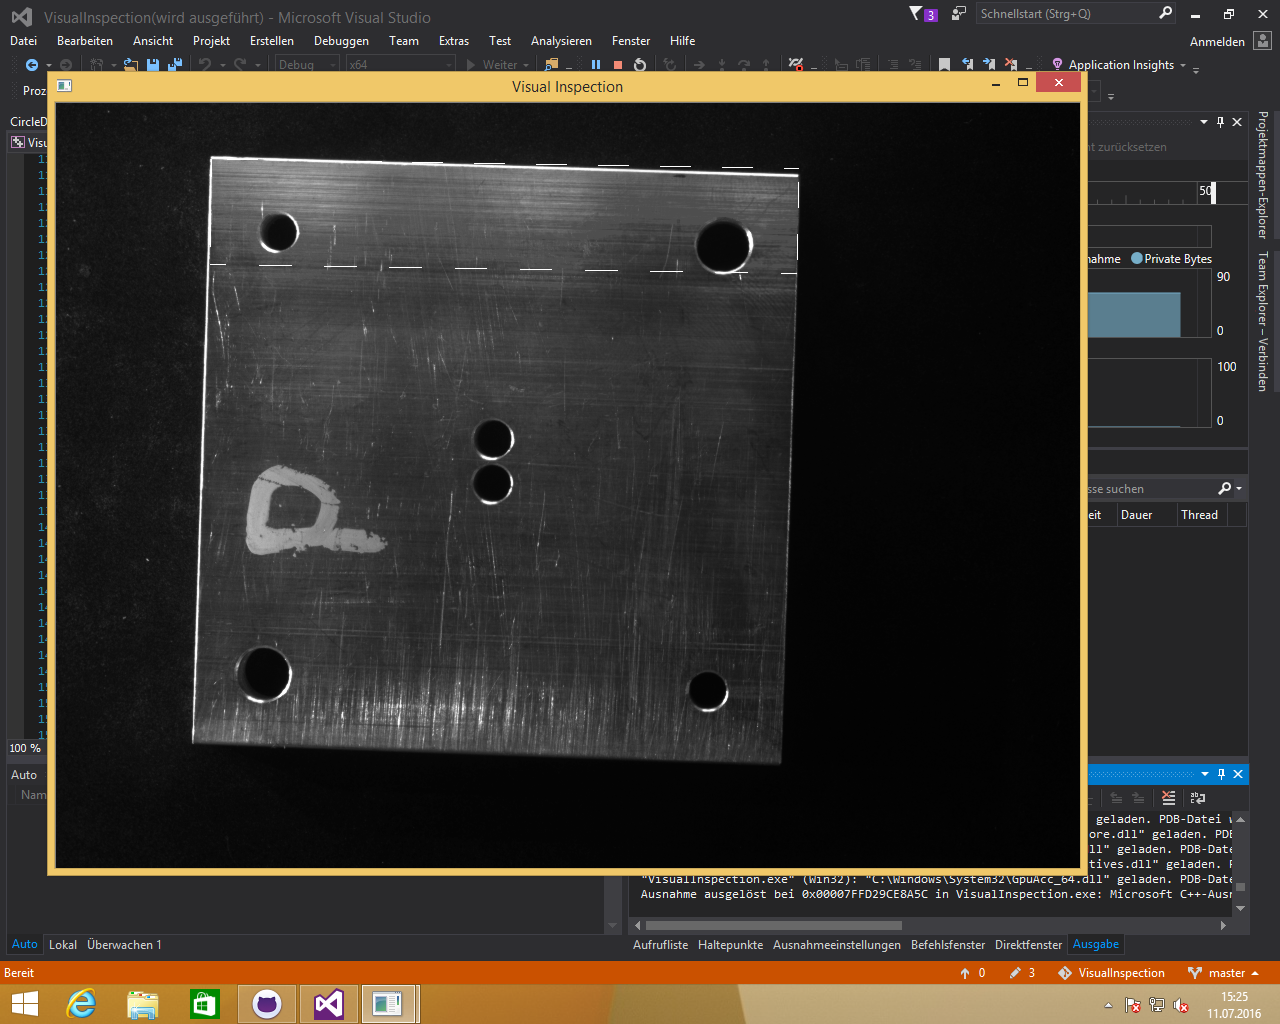 VisualInspection(wird ausgeführt) - Microsoft Visual Studio
3
Schnellstart (Strg+Q)
Datei Bearbeiten Ansicht Projekt Erstellen Debuggen Team Extras Test Analysieren Fenster Hilfe
Anmelden
Debug x64 Weiter Application Insights
Visual Inspection
Proz
CircleD
Visu
zurücksetzen
50
Private Bytes
90
0
100
0
100 %
suchen
Dauer Thread
Projektmappen-Explorer
Team Explorer – Verbinden
Auto
Nam
geladen. PDB-Datei
ore.dll" geladen. PDB
ll" geladen. PDB-Date
tives.dll" geladen. P
"VisualInspection.exe" (Win32): "C:\Windows\System32\GpuAcc_64.dll" geladen. PDB-Date
Ausnahme ausgelöst bei 0x00007FFD29CE8A5C in VisualInspection.exe: Microsoft C++-Ausn
Auto Lokal Überwachen 1
Aufrufliste Haltepunkte Ausnahmeeinstellungen Befehlsfenster Direktfenster Ausgabe
Bereit
0 3 VisualInspection master
15:25
11.07.2016